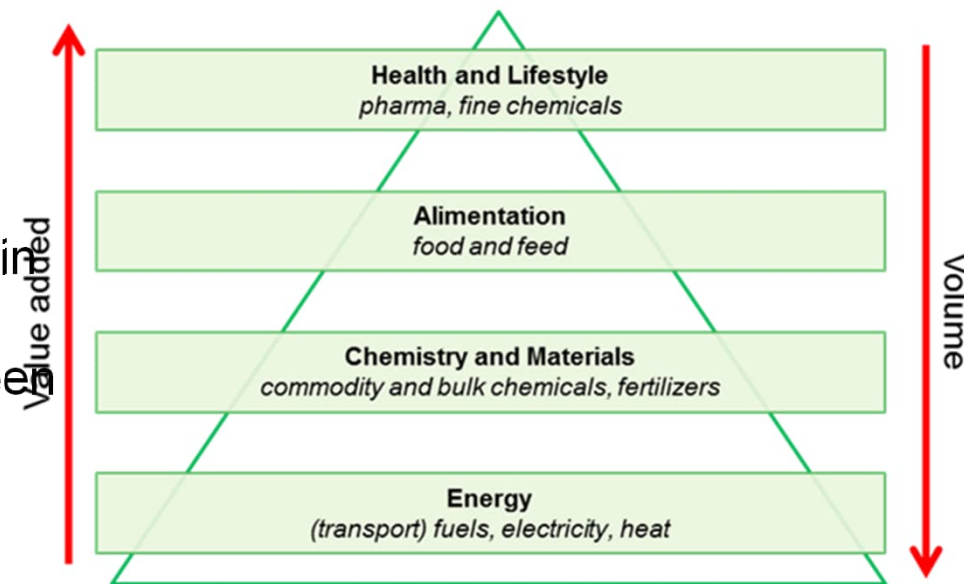 Health and Lifestyle
pharma, fine chemicals
Alimentation
food and feed
Chemistry and Materials
commodity and bulk chemicals, fertilizers
Energy
(transport) fuels, electricity, heat
Value added
Volume
in